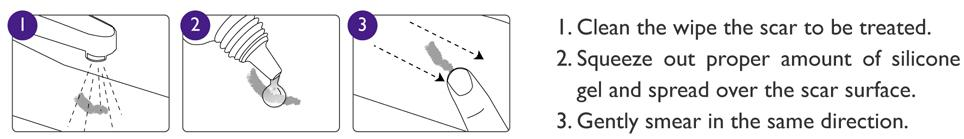 1
2
3
1. Clean the wipe the scar to be treated.
2. Squeeze out proper amount of silicone
gel and spread over the scar surface.
3. Gently smear in the same direction.